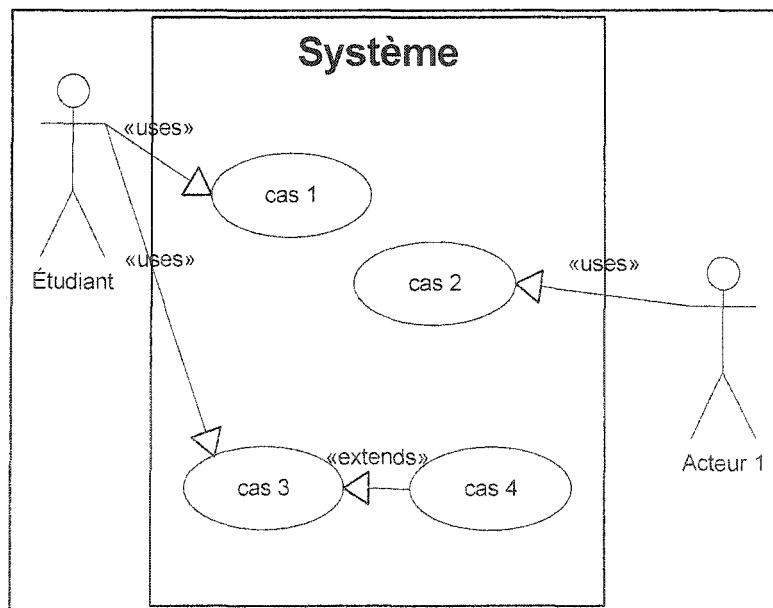 Système
«uses»
cas 1
«uses»
Étudiant
cas 2
«uses»
Acteur 1
«extends»
cas 3
cas 4